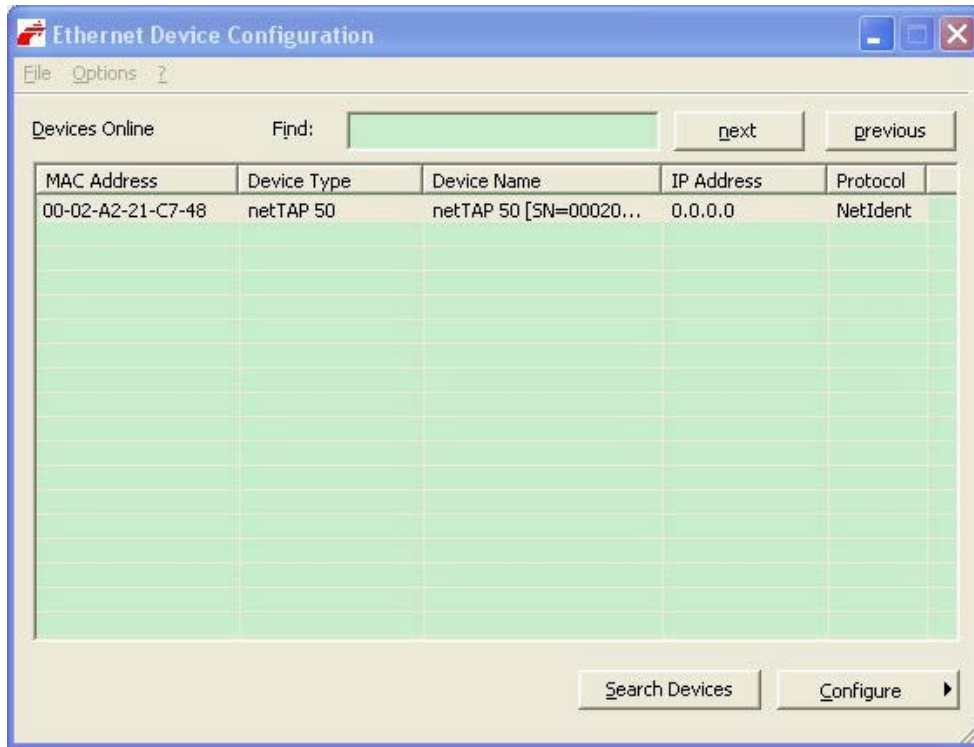 Ethernet Device Configuration
File Options ?
Devices Online Find: next previous
MAC Address Device Type Device Name IP Address Protocol
00-02-A2-21-C7-48 netTAP 50 netTAP 50 [SN=00020... 0.0.0.0 NetIdent
Search Devices Configure